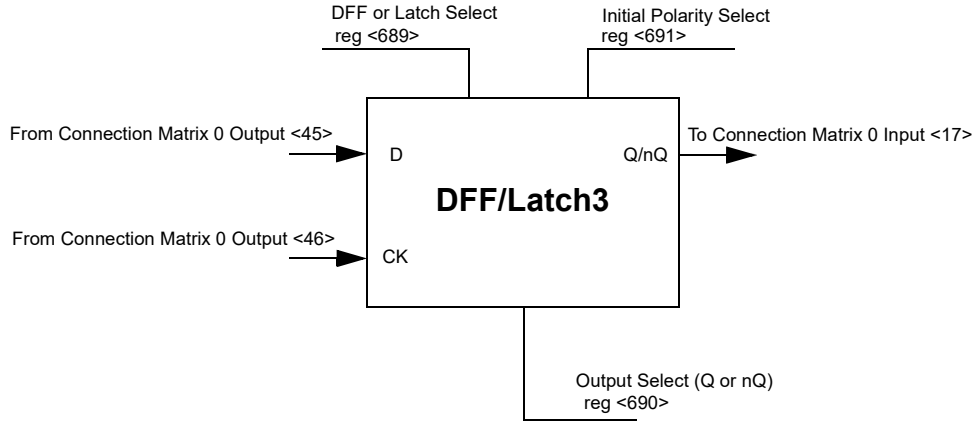 DFF or Latch Select
reg <689>
Initial Polarity Select
reg <691>
From Connection Matrix 0 Output <45>
To Connection Matrix 0 Input <17>
D
Q/nQ
DFF/Latch3
From Connection Matrix 0 Output <46>
CK
Output Select (Q or nQ)
reg <690>